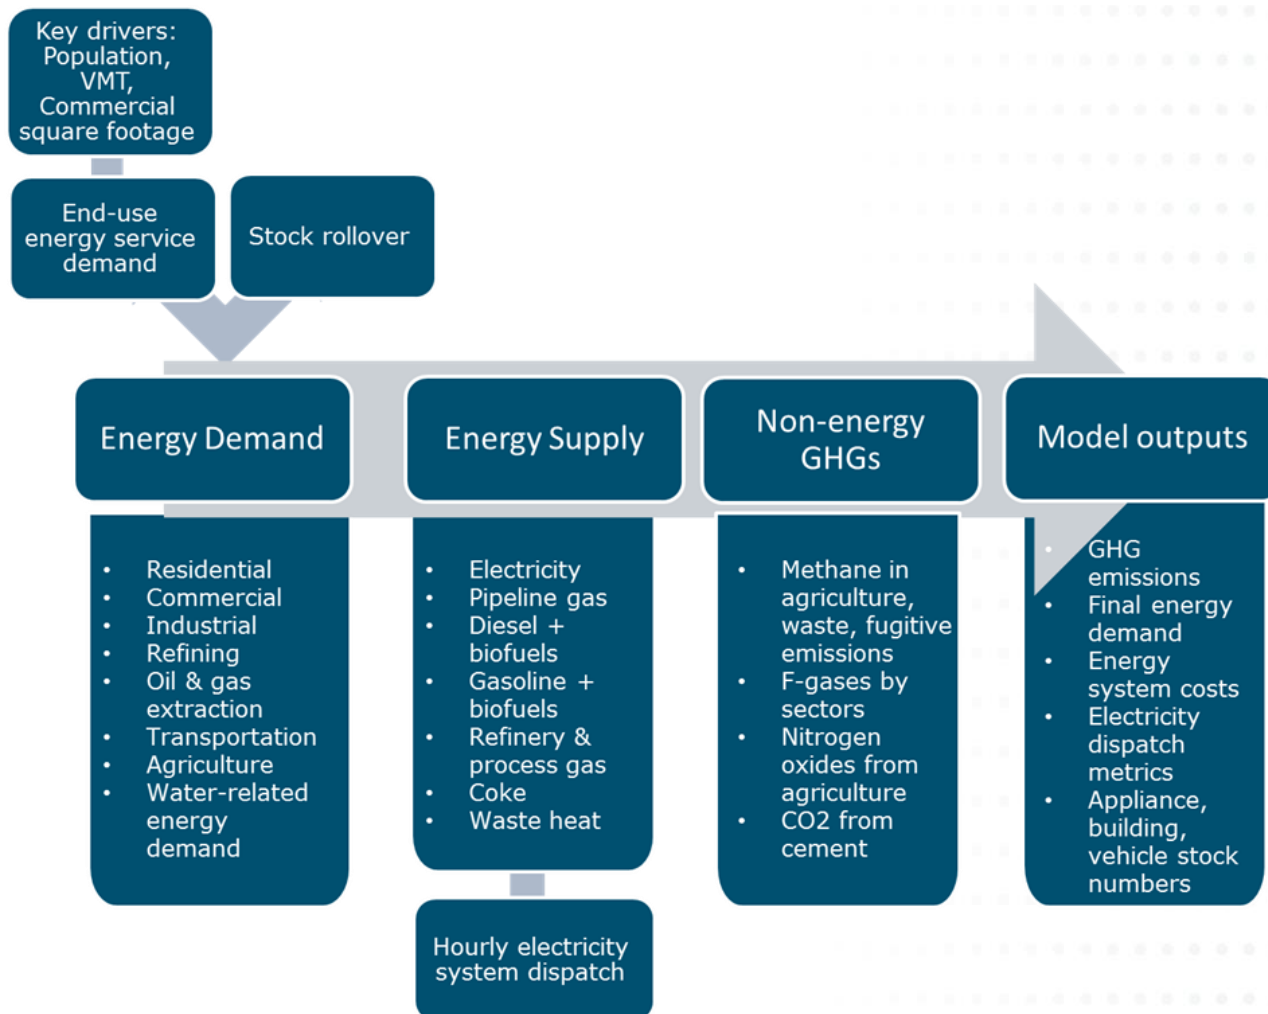 Key drivers:
Population,
VMT,
Commercial
square footage
End-use
energy service
demand
Stock rollover
Energy Demand
• Residential
• Commercial
• Industrial
• Refining
• Oil & gas
extraction
• Transportation
• Agriculture
• Water-related
energy
demand
Energy Supply
• Electricity
• Pipeline gas
• Diesel +
biofuels
• Gasoline +
biofuels
• Refinery &
process gas
• Coke
• Waste heat
Hourly electricity
system dispatch
Non-energy
GHGs
• Methane in
agriculture,
waste, fugitive
emissions
• F-gases by
sectors
• Nitrogen
oxides from
agriculture
• CO2 from
cement
Model outputs
• GHG
emissions
• Final energy
demand
• Energy
system costs
• Electricity
dispatch
metrics
• Appliance,
building,
vehicle stock
numbers